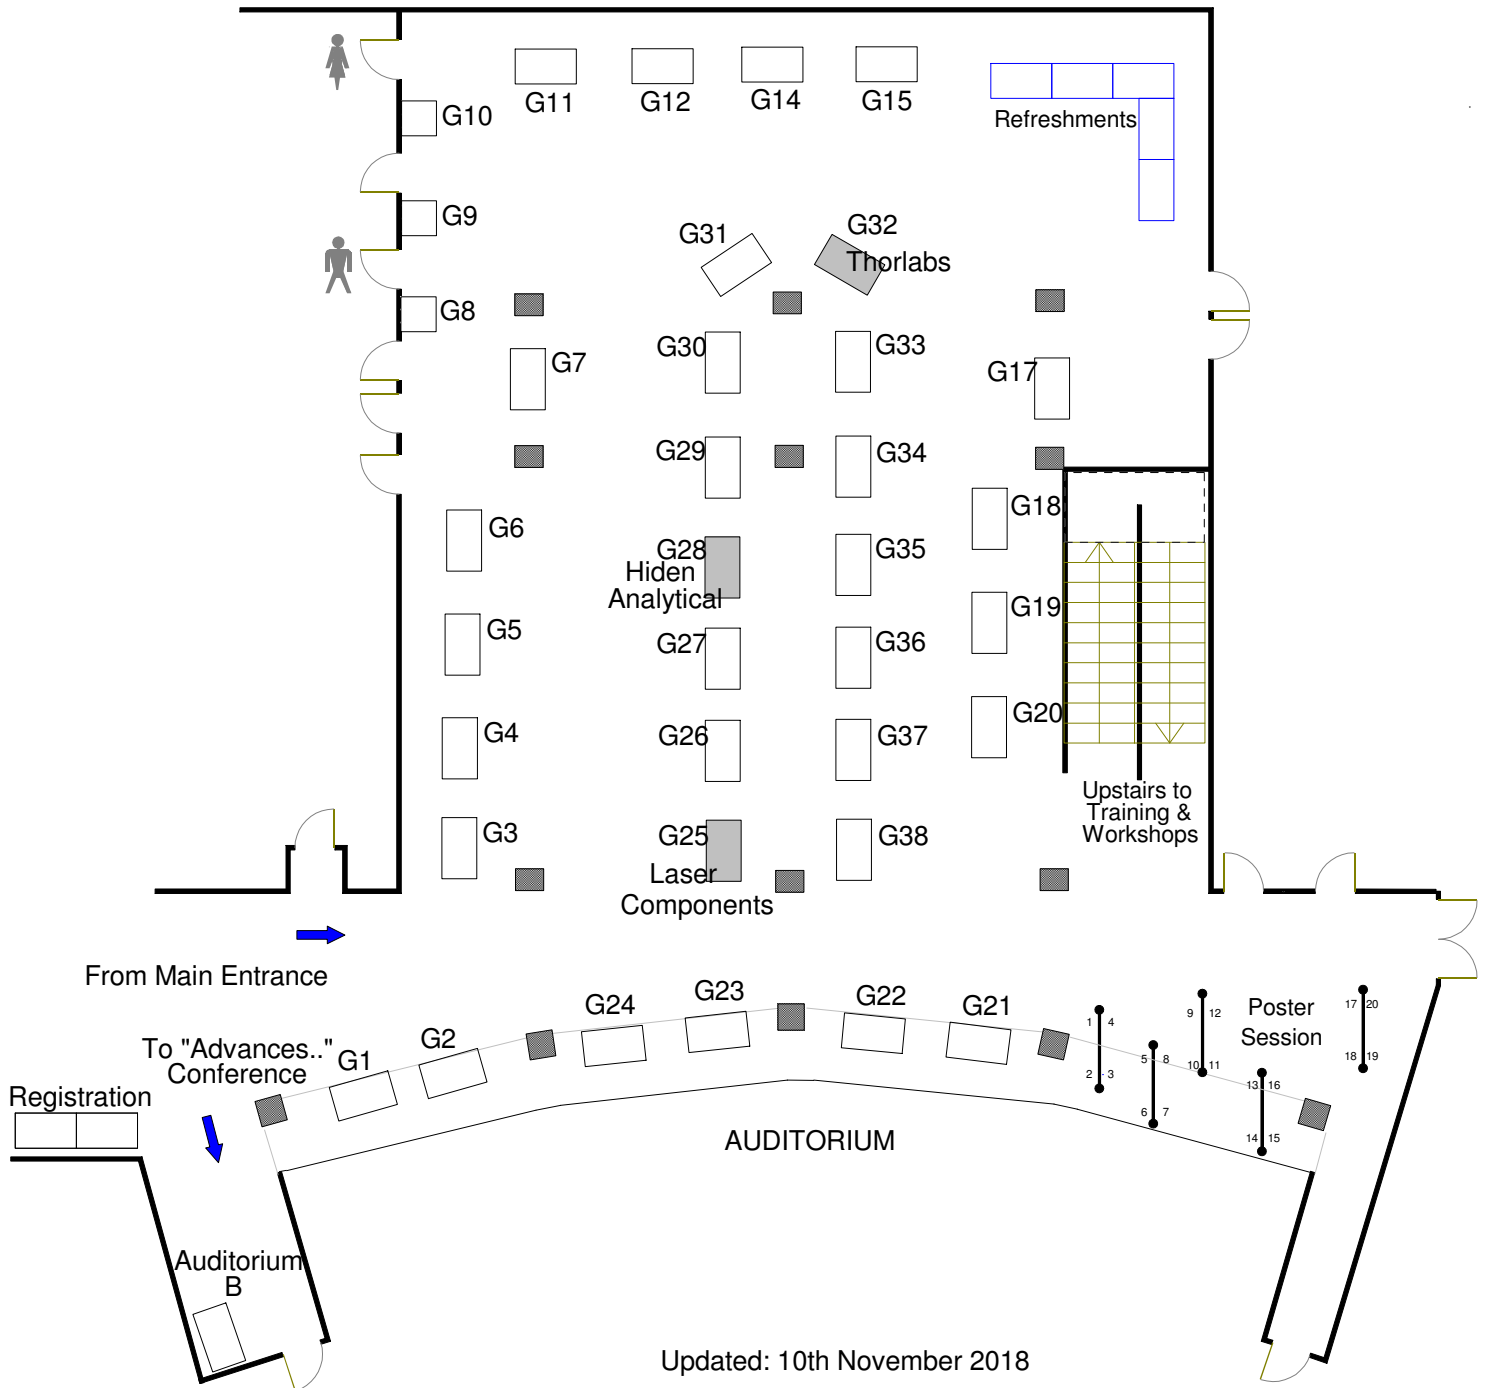 G11
G12
G14
G15
Refreshments
G10
G9
G8
G31
G32
Thorlabs
G7
G30
G33
G17
G29
G34
G6
G28
Hiden
Analytical
G35
G18
G5
G27
G36
G19
G4
G26
G37
G20
Upstairs to
Training &
Workshops
G3
G25
Laser
Components
G38
From Main Entrance
G24
G23
G22
G21
Poster
Session
1 4
2 3
5 8
6 7
9 12
10 11
13 16
14 15
17 20
18 19
To "Advances.."
Conference
G1
G2
Registration
AUDITORIUM
Auditorium
B
Updated: 10th November 2018